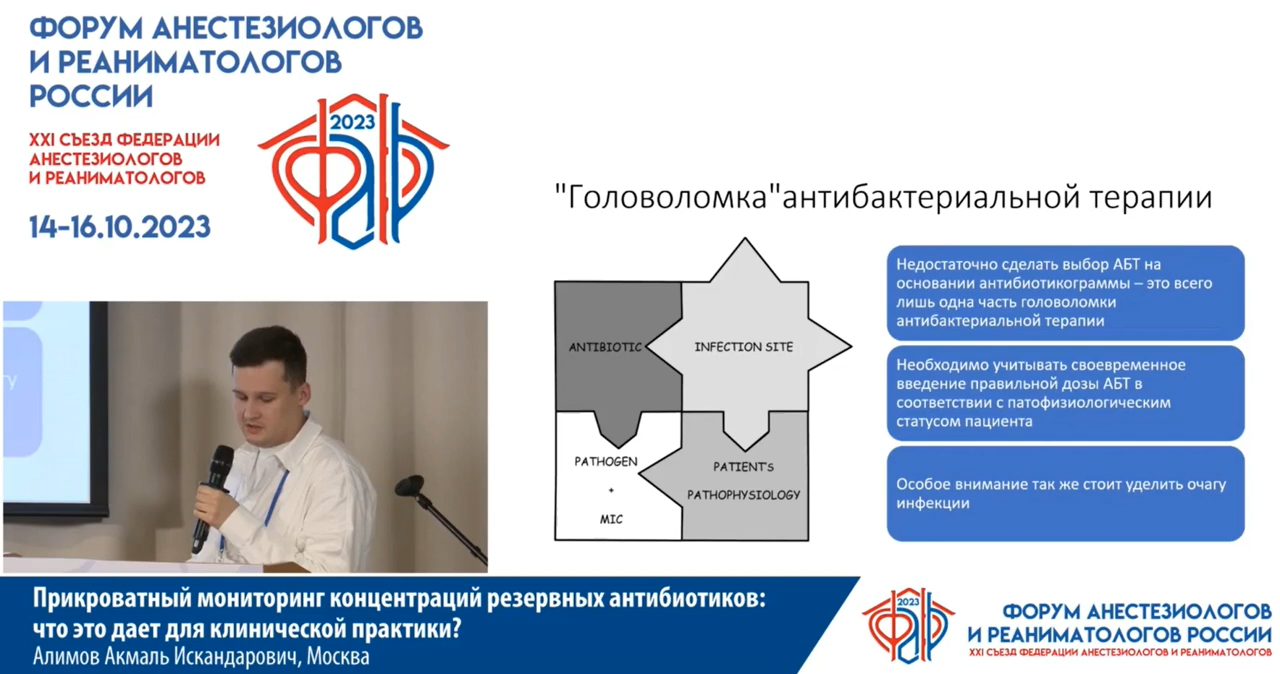 ФОРУМ АНЕСТЕЗИОЛОГОВ
И РЕАНИМАТОЛОГОВ
РОССИИ
XXI СЪЕЗД ФЕДЕРАЦИИ
АНЕСТЕЗИОЛОГОВ
И РЕАНИМАТОЛОГОВ
14-16.10.2023
2023
ФАР
"Головоломка"антибактериальной терапии
ANTIBIOTIC
INFECTION SITE
PATHOGEN
+
MIC
PATIENT'S
PATHOPHYSIOLOGY
Недостаточно сделать выбор АБТ на
основании антибиотикограммы – это всего
лишь одна часть головоломки
антибактериальной терапии
Необходимо учитывать своевременное
введение правильной дозы АБТ в
соответствии с патофизиологическим
статусом пациента
Особое внимание так же стоит уделить очагу
инфекции
Прикроватный мониторинг концентраций резервных антибиотиков:
что это дает для клинической практики?
Алимов Акмаль Искандарович, Москва
2023
ФАР
ФОРУМ АНЕСТЕЗИОЛОГОВ
И РЕАНИМАТОЛОГОВ РОССИИ
XXI СЪЕЗД ФЕДЕРАЦИИ АНЕСТЕЗИОЛОГОВ И РЕАНИМАТОЛОГОВ